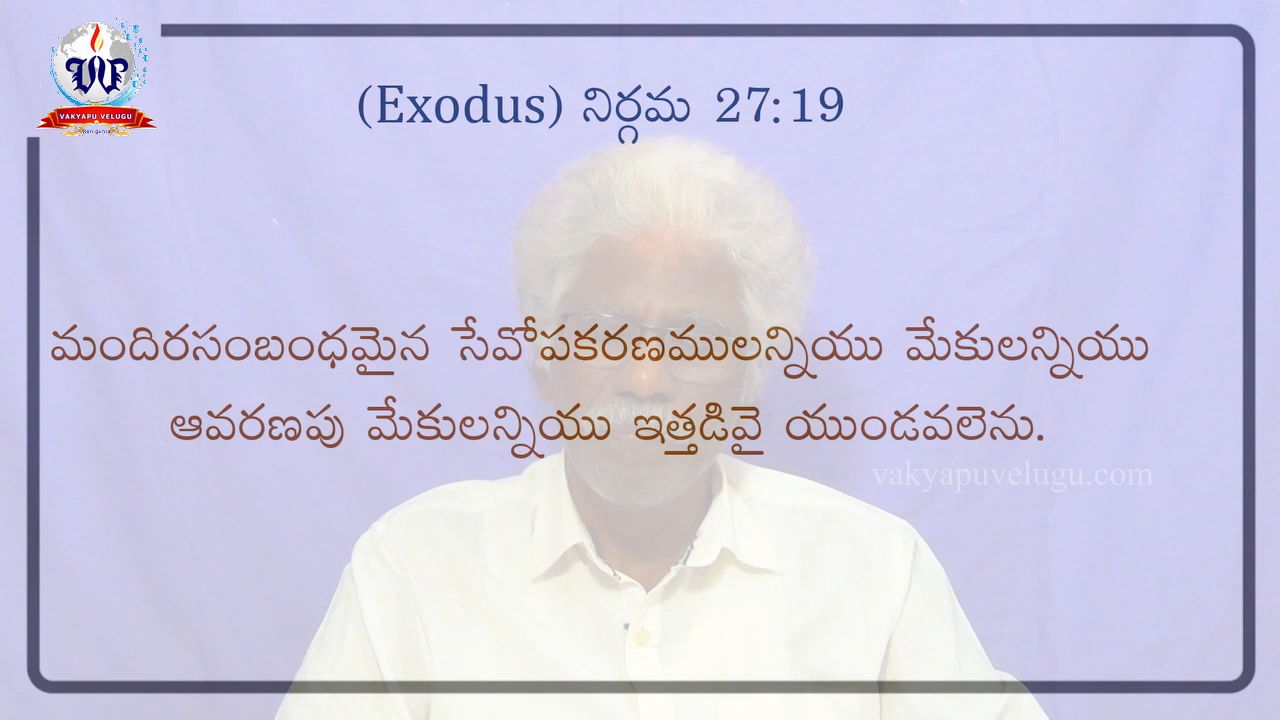 VAKYAPU VELUGU
(Exodus) నిర్గమ 27:19
మందిరసంబంధమైన సేవోపకరణములన్నియు మేకులన్నియు
ఆవరణపు మేకులన్నియు ఇత్తడివై యుండవలెను.
vakyapuvelugu.com